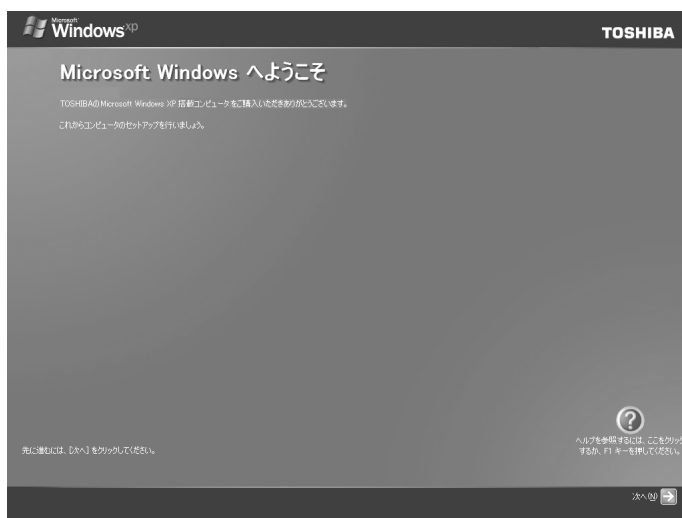 Microsoft
Windows xp
TOSHIBA
Microsoft Windows へようこそ
TOSHIBAのMicrosoft Windows XP 搭載コンピュータをご購入いただきありがとうございます。
これからコンピュータのセットアップを行いましょう。
?
先に進むには、[次へ] をクリックしてください。
ヘルプを参照するには、ここをクリック
するか、F1 キーを押してください。
次へ(N)